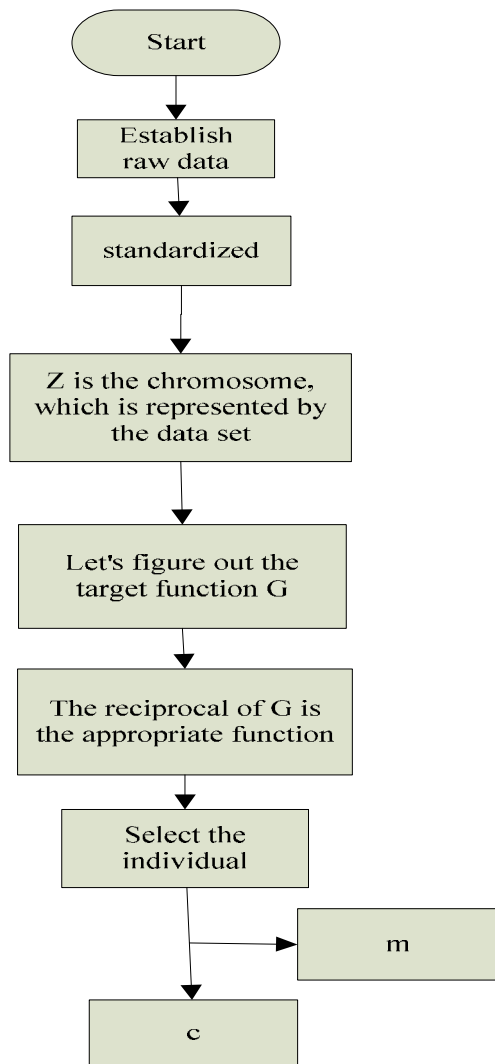 Start
Establish
raw data
standardized
Z is the chromosome,
which is represented by
the data set
Let's figure out the
target function G
The reciprocal of G is
the appropriate function
Select the
individual
m
c